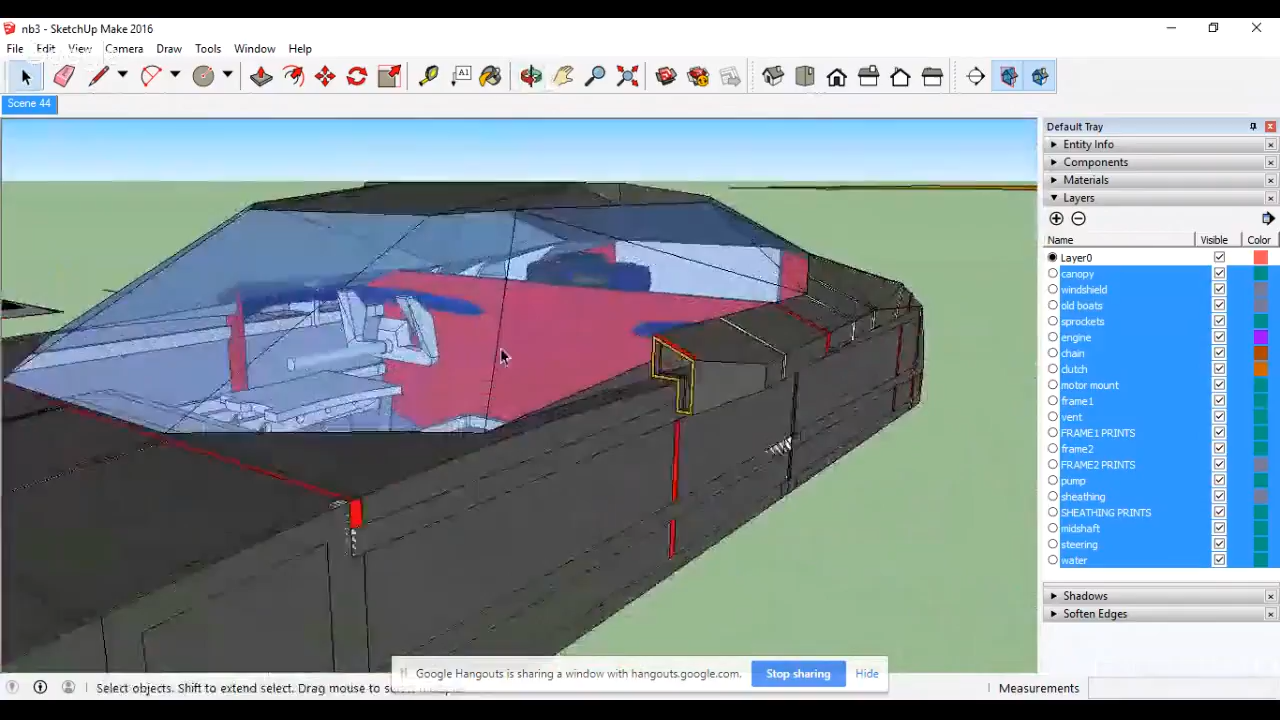 nb3 - SketchUp Make 2016
File Edit View Camera Draw Tools Window Help
A1
Scene 44
Default Tray
Entity Info
Components
Materials
Layers
Name Visible Color
Layer0
canopy
windshield
old boats
sprockets
engine
chain
clutch
motor mount
frame1
vent
FRAME1 PRINTS
frame2
FRAME2 PRINTS
pump
sheathing
SHEATHING PRINTS
midshaft
steering
water
Shadows
Soften Edges
Google Hangouts is sharing a window with hangouts.google.com. Stop sharing Hide
Select objects. Shift to extend select. Drag mouse to
Measurements